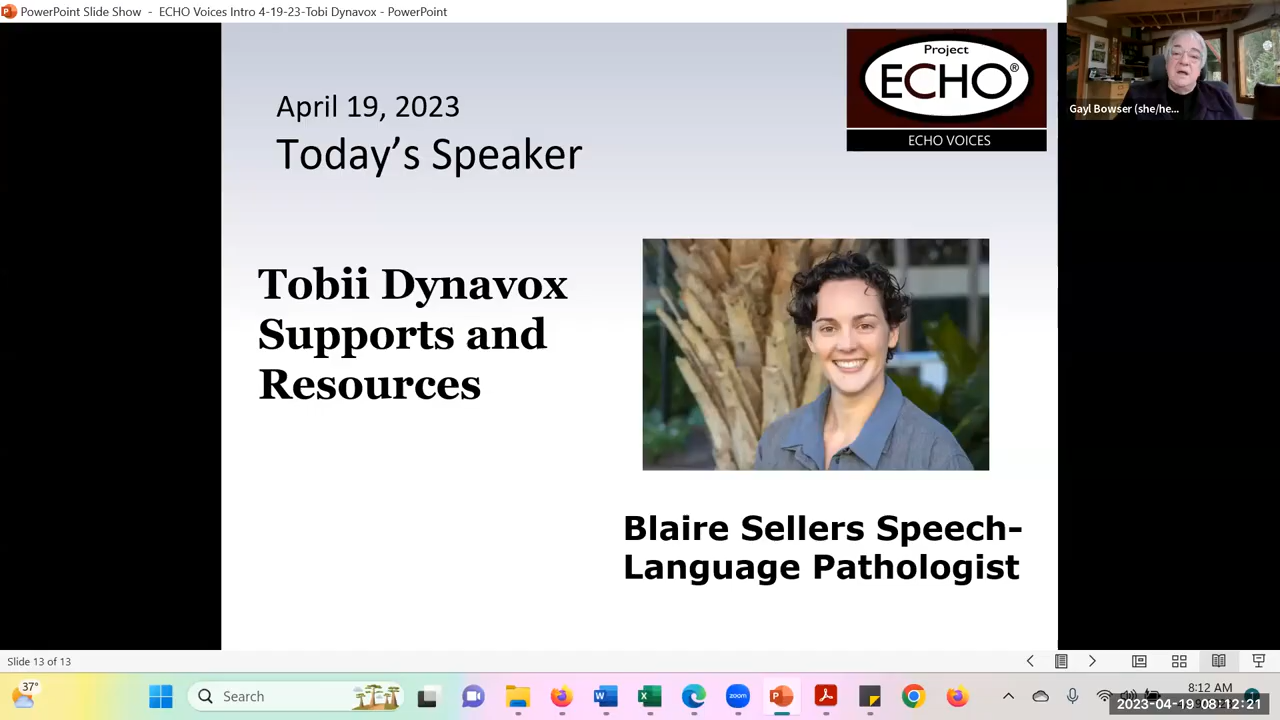 PowerPoint Slide Show - ECHO Voices Intro 4-19-23-Tobi Dynavox - PowerPoint
Gayl Bowser (she/he...
Project
ECHO®
ECHO VOICES
April 19, 2023
Today's Speaker
Tobii Dynavox
Supports and
Resources
Blaire Sellers Speech-
Language Pathologist
Slide 13 of 13
37°
Search
zoom
8:12 AM
2023-04-19 08:12:21